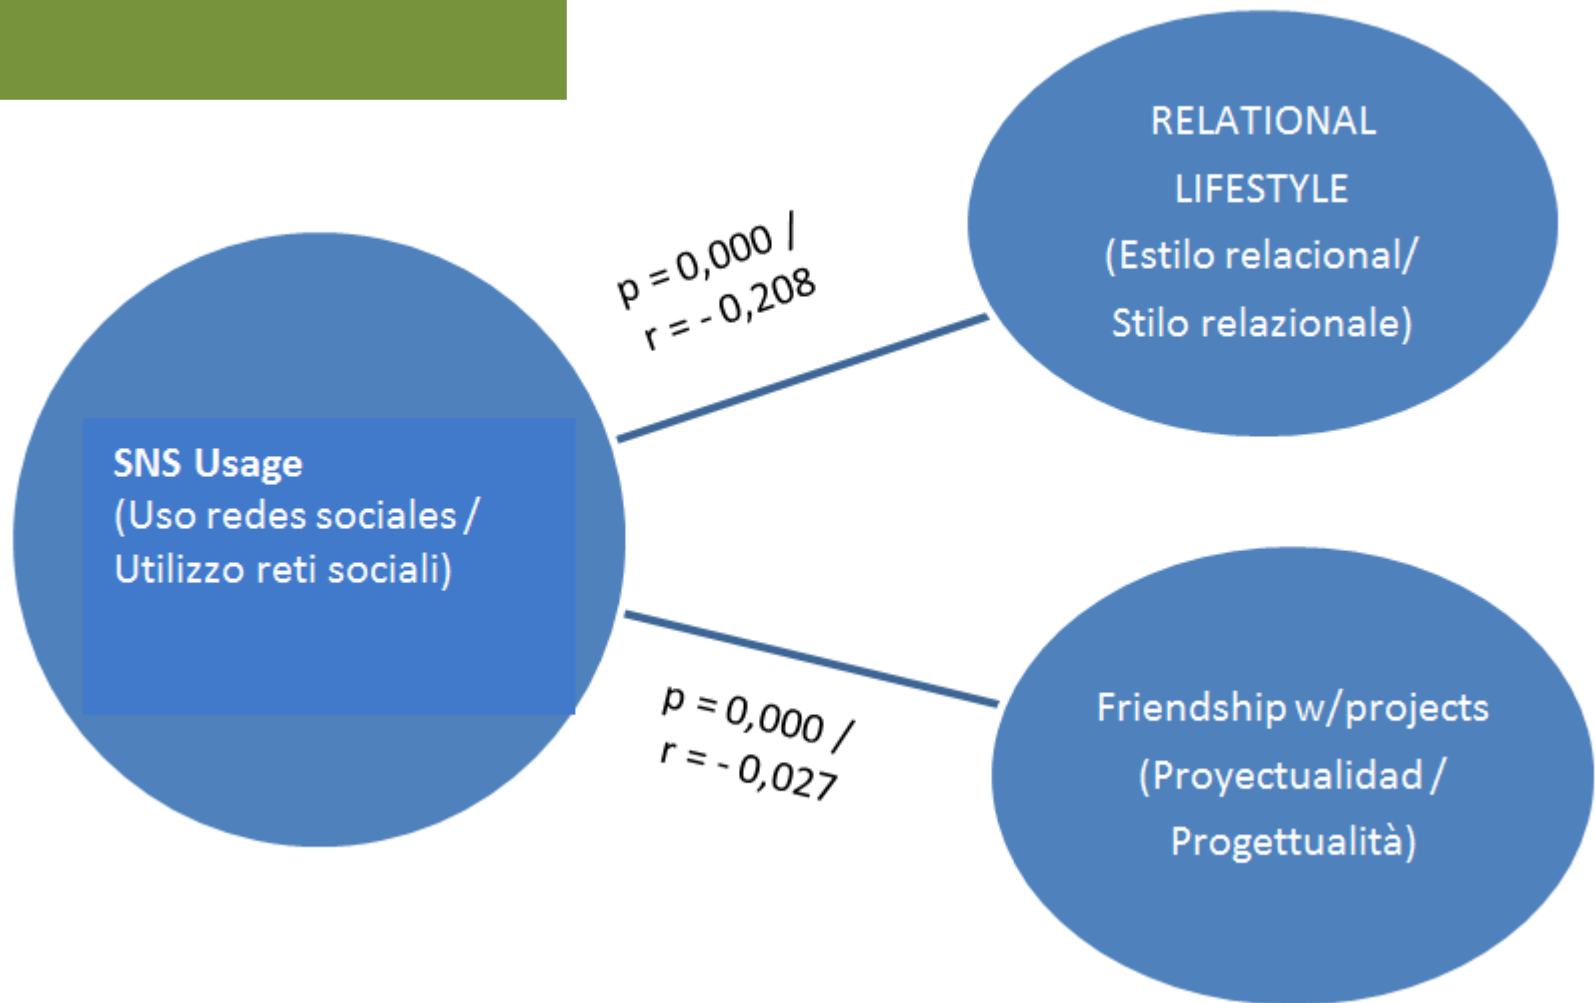 SNS Usage
(Uso redes sociales /
Utilizzo reti sociali)
p = 0,000 /
r = - 0,208
RELATIONAL
LIFESTYLE
(Estilo relacional/
Stilo relazionale)
p = 0,000 /
r = - 0,027
Friendship w/projects
(Proyectualidad /
Progettualità)